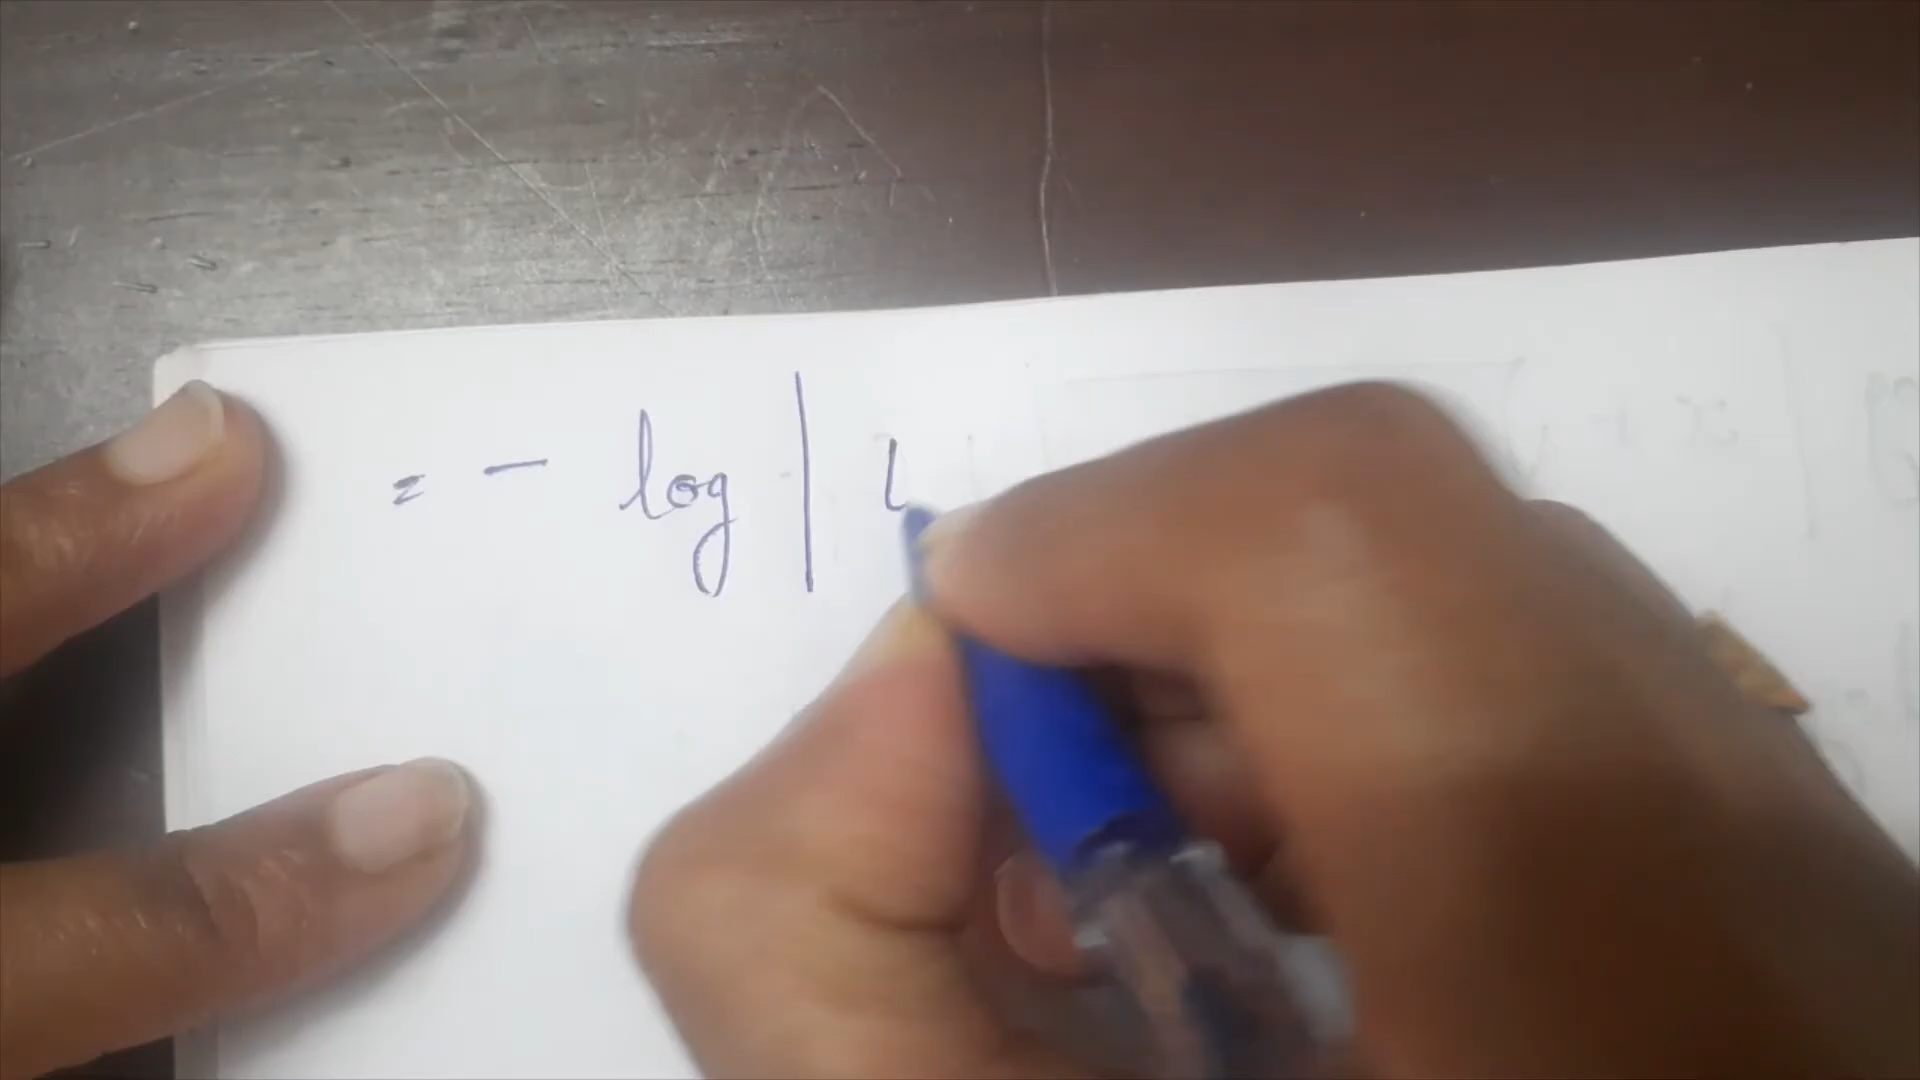 = - log |